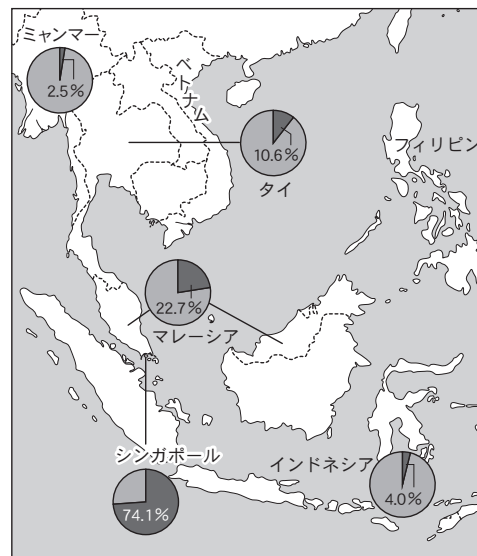 ミャンマー
2.5%
ベトナム
10.6%
タイ
フィリピン
22.7%
マレーシア
シンガポール
74.1%
インドネシア
4.0%